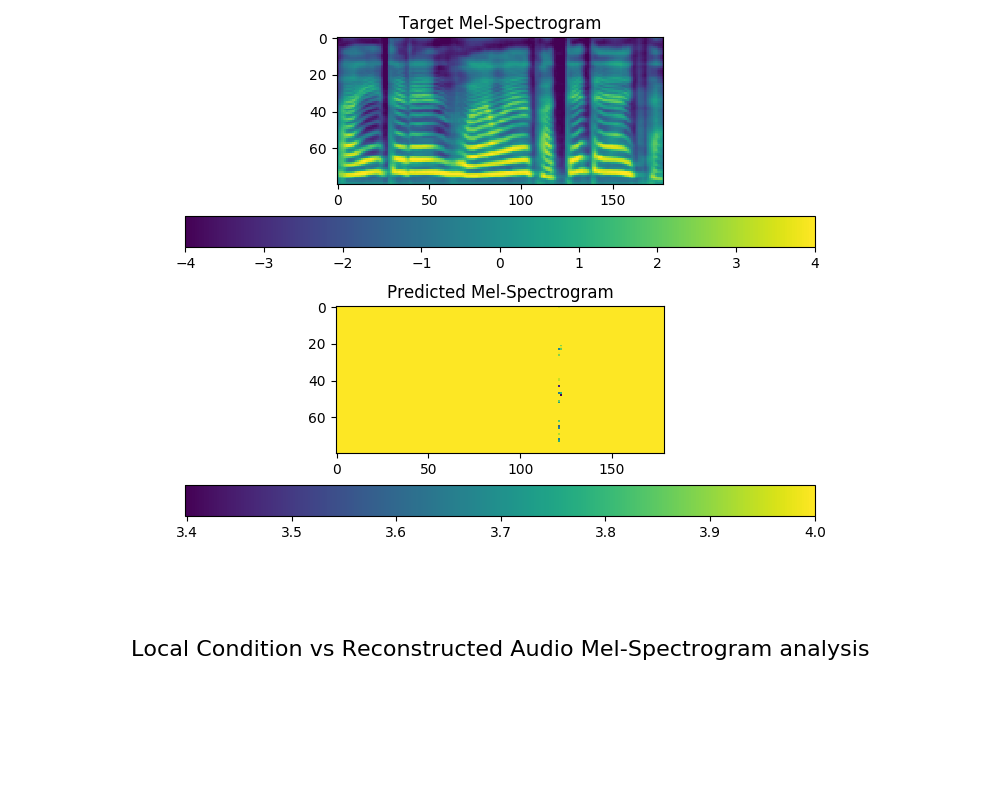 Target Mel-Spectrogram
0
20
40
60
0 50 100 150
−4 −3 −2 −1 0 1 2 3 4
Predicted Mel-Spectrogram
0
20
40
60
0 50 100 150
3.4 3.5 3.6 3.7 3.8 3.9 4.0
Local Condition vs Reconstructed Audio Mel-Spectrogram analysis